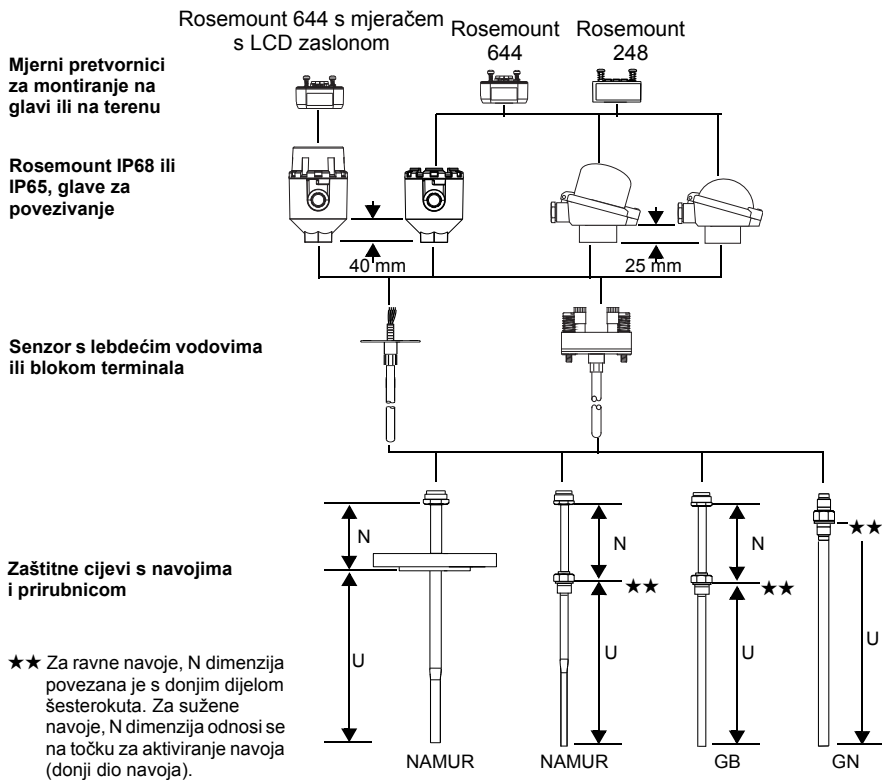 Rosemount 644 s mjeračem
s LCD zaslonom
Rosemount
644
Rosemount
248
Mjerni pretvornici
za montiranje na
glavi ili na terenu
Rosemount IP68 ili
IP65, glave za
povezivanje
40 mm
25 mm
Senzor s lebdećim vodovima
ili blokom terminala
N
N
N
★★
★★
★★
Zaštitne cijevi s navojima
i prirubnicom
U
U
U
U
★★ Za ravne navoje, N dimenzija
povezana je s donjim dijelom
šesterokuta. Za sužene
navoje, N dimenzija odnosi se
na točku za aktiviranje navoja
(donji dio navoja).
NAMUR
NAMUR
GB
GN